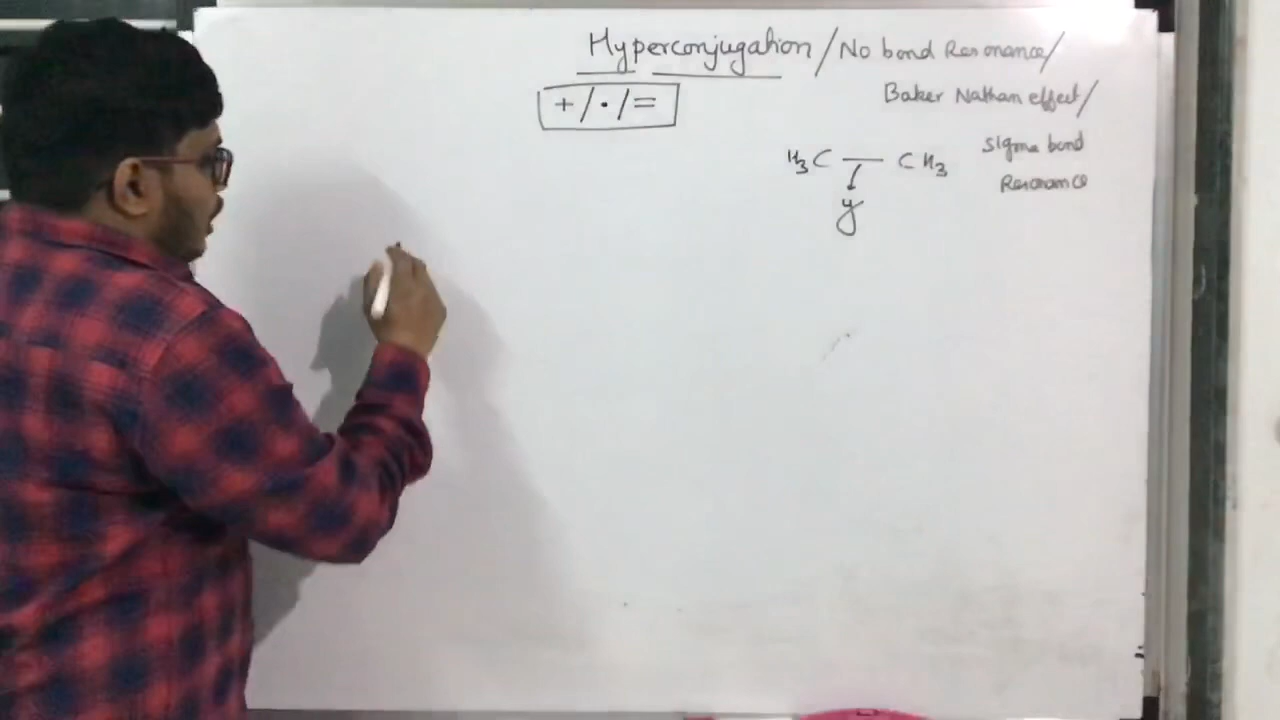 Hyperconjugation / No bond Resonance/
Baker Nathan effect/
+ / • / =
sigma bond
H3C — CH3
Resonance